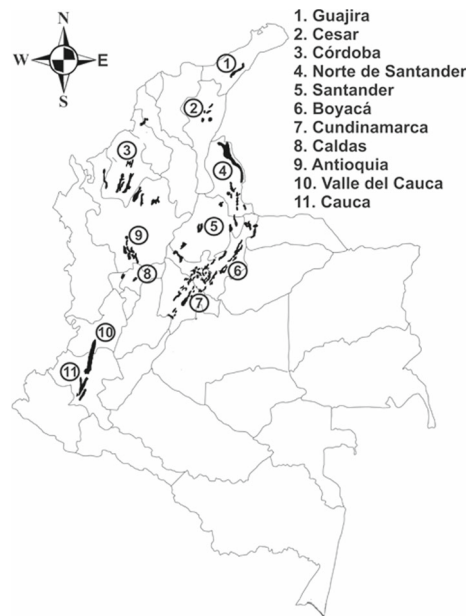 N
W E
S
1. Guajira
2. Cesar
3. Córdoba
4. Norte de Santander
5. Santander
6. Boyacá
7. Cundinamarca
8. Caldas
9. Antioquia
10. Valle del Cauca
11. Cauca
1
2
3
4
5
9
6
8
7
10
11